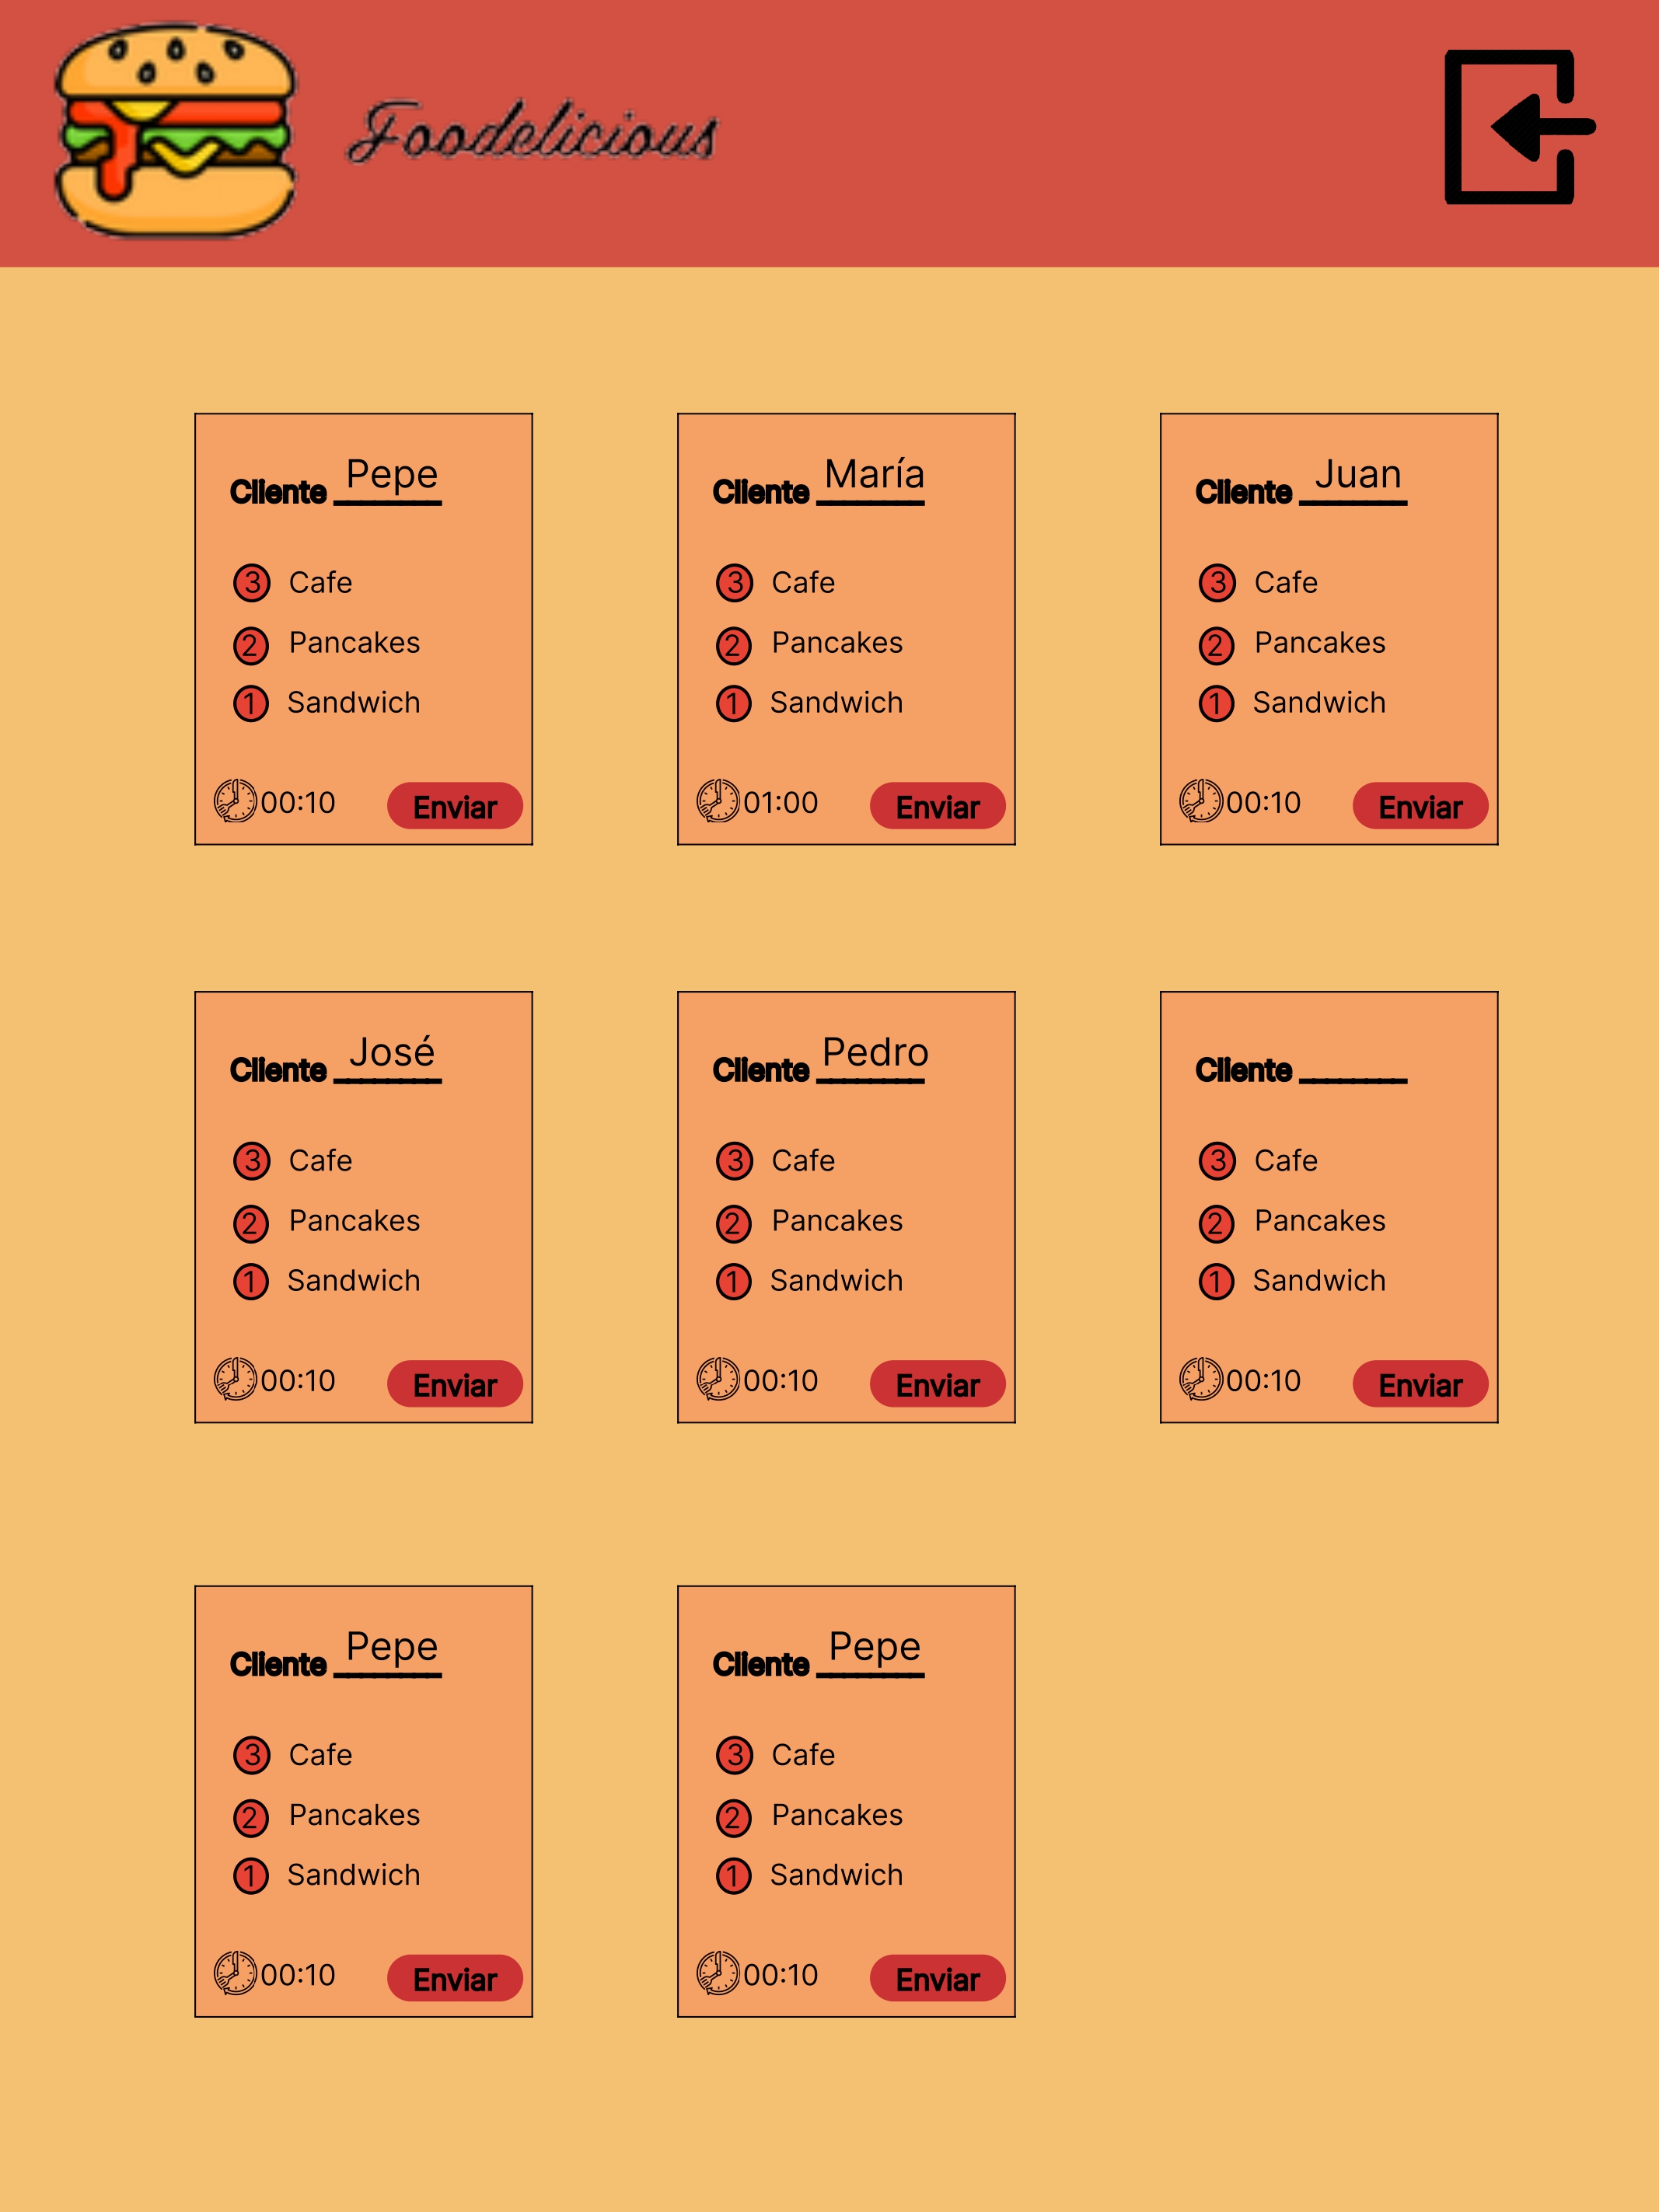 Foodelicious
Cliente Pepe
3 Cafe
2 Pancakes
1 Sandwich
00:10 Enviar
Cliente María
3 Cafe
2 Pancakes
1 Sandwich
01:00 Enviar
Cliente Juan
3 Cafe
2 Pancakes
1 Sandwich
00:10 Enviar
Cliente José
3 Cafe
2 Pancakes
1 Sandwich
00:10 Enviar
Cliente Pedro
3 Cafe
2 Pancakes
1 Sandwich
00:10 Enviar
Cliente ________
3 Cafe
2 Pancakes
1 Sandwich
00:10 Enviar
Cliente Pepe
3 Cafe
2 Pancakes
1 Sandwich
00:10 Enviar
Cliente Pepe
3 Cafe
2 Pancakes
1 Sandwich
00:10 Enviar